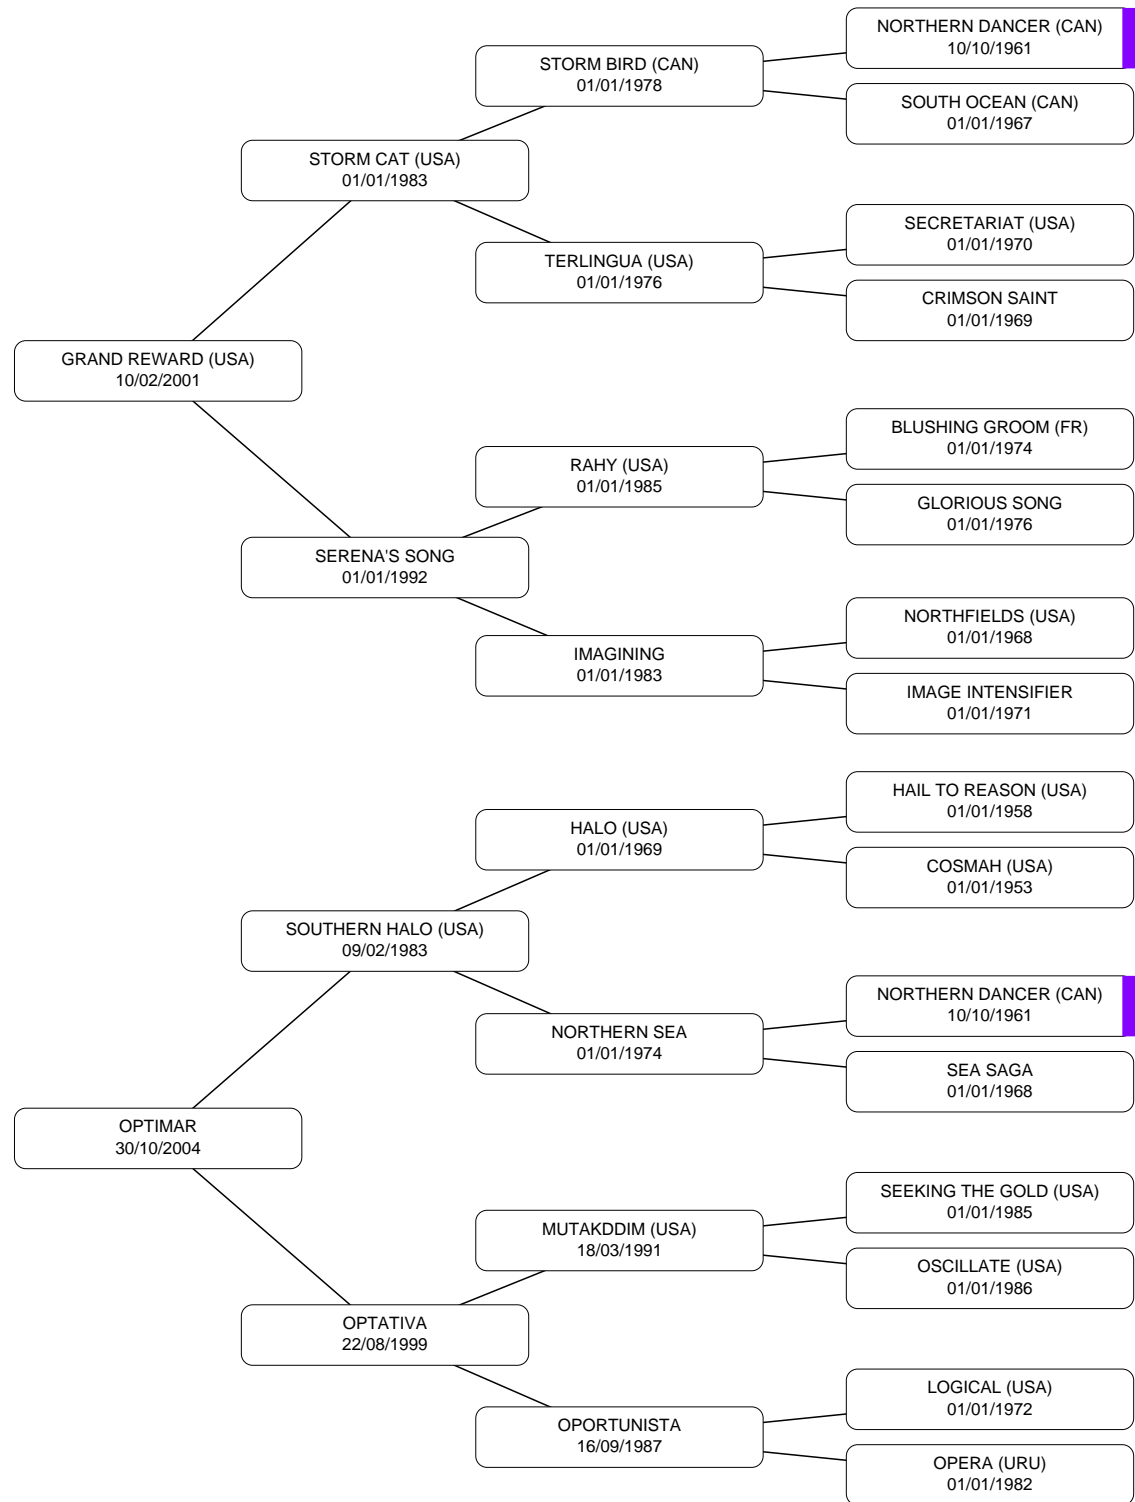 NORTHERN DANCER (CAN)
10/10/1961
STORM BIRD (CAN)
01/01/1978
SOUTH OCEAN (CAN)
01/01/1967
STORM CAT (USA)
01/01/1983
SECRETARIAT (USA)
01/01/1970
TERLINGUA (USA)
01/01/1976
CRIMSON SAINT
01/01/1969
GRAND REWARD (USA)
10/02/2001
BLUSHING GROOM (FR)
01/01/1974
RAHY (USA)
01/01/1985
GLORIOUS SONG
01/01/1976
SERENA'S SONG
01/01/1992
NORTHFIELDS (USA)
01/01/1968
IMAGINING
01/01/1983
IMAGE INTENSIFIER
01/01/1971
HAIL TO REASON (USA)
01/01/1958
HALO (USA)
01/01/1969
COSMAH (USA)
01/01/1953
SOUTHERN HALO (USA)
09/02/1983
NORTHERN DANCER (CAN)
10/10/1961
NORTHERN SEA
01/01/1974
SEA SAGA
01/01/1968
OPTIMAR
30/10/2004
SEEKING THE GOLD (USA)
01/01/1985
MUTAKDDIM (USA)
18/03/1991
OSCILLATE (USA)
01/01/1986
OPTATIVA
22/08/1999
LOGICAL (USA)
01/01/1972
OPORTUNISTA
16/09/1987
OPERA (URU)
01/01/1982